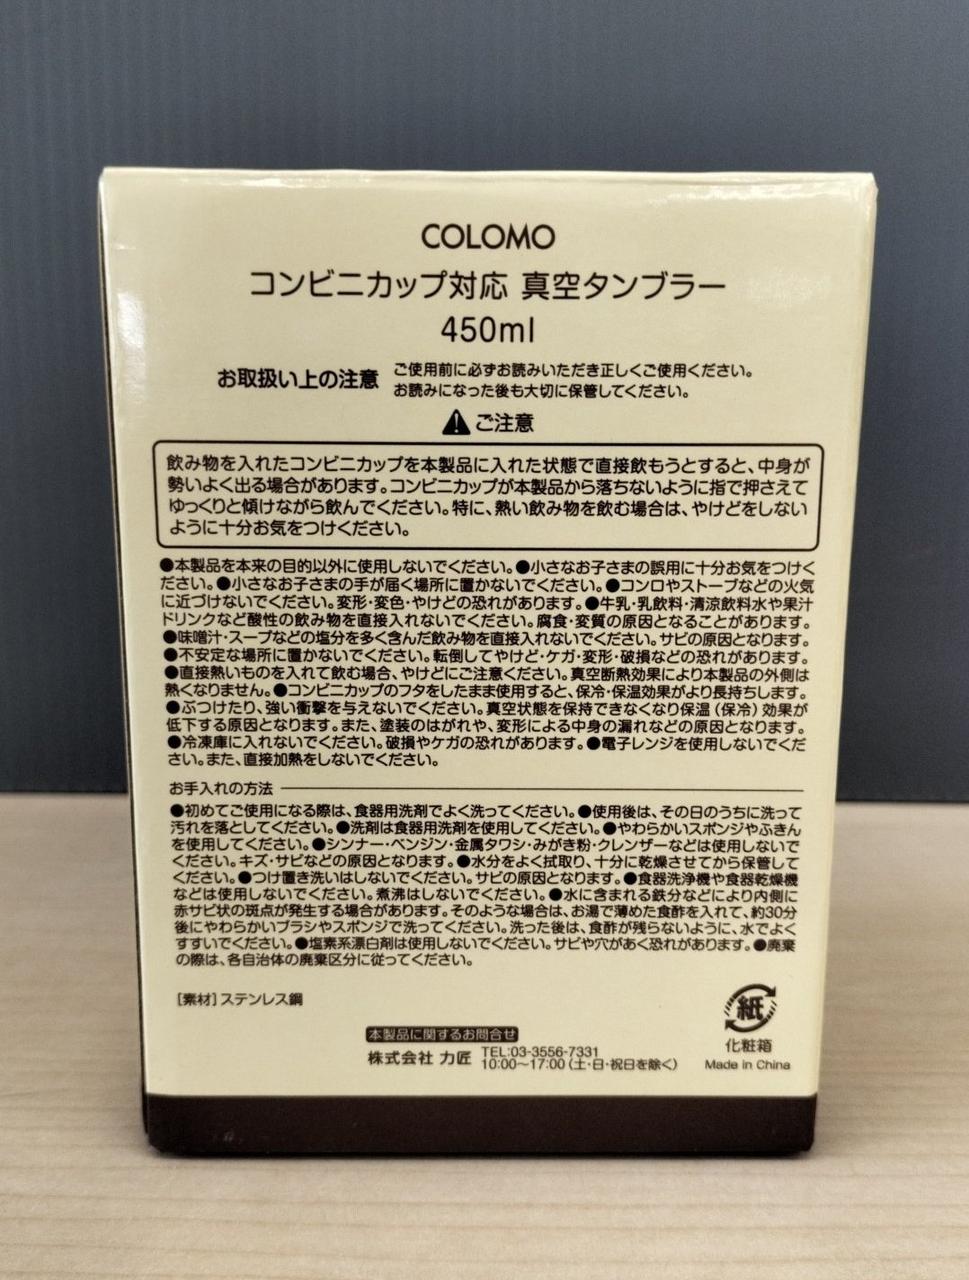 COLOMO
コンビニカップ対応 真空タンブラー
450ml
お取扱い上の注意
ご使用前に必ずお読みいただき正しくご使用ください。
お読みになった後も大切に保管してください。
ご注意
飲み物を入れたコンビニカップを本製品に入れた状態で直接飲もうとすると、中身が
勢いよく出る場合があります。コンビニカップが本製品から落ちないように指で押さえて
ゆっくりと傾けながら飲んでください。特に、熱い飲み物を飲む場合は、やけどをしない
ように十分お気をつけください。
●本製品を本来の目的以外に使用しないでください。●小さなお子さまの誤用に十分お気をつけく
ださい。●小さなお子さまの手が届く場所に置かないでください。●コンロやストーブなどの火気
に近づけないでください。変形・変色・やけどの恐れがあります。●牛乳・乳飲料・清涼飲料水や果汁
ドリンクなど酸性の飲み物を直接入れないでください。腐食・変質の原因となることがあります。
●味噌汁・スープなどの塩分を多く含んだ飲み物を直接入れないでください。サビの原因となります。
●不安定な場所に置かないでください。転倒してやけど・ケガ・変形・破損などの恐れがあります。
●直接熱いものを入れて飲む場合、やけどにご注意ください。真空断熱効果により本製品の外側は
熱くなりません。●コンビニカップのフタをしたまま使用すると、保冷・保温効果がより長持ちします。
●ぶつけたり、強い衝撃を与えないでください。真空状態を保持できなくなり保温（保冷）効果が
低下する原因となります。また、塗装のはがれや、変形による中身の漏れなどの原因となります。
●冷凍庫に入れないでください。破損やケガの恐れがあります。●電子レンジを使用しないでくだ
さい。また、直接加熱をしないでください。
お手入れの方法
●初めてご使用になる際は、食器用洗剤でよく洗ってください。●使用後は、その日のうちに洗って
汚れを落としてください。●洗剤は食器用洗剤を使用してください。●やわらかいスポンジやふきん
を使用してください。●シンナー・ベンジン・金属タワシ・みがき粉・クレンザーなどは使用しないで
ください。キズ・サビなどの原因となります。●水分をよく拭取り、十分に乾燥させてから保管して
ください。●つけ置き洗いはしないでください。サビの原因となります。●食器洗浄機や食器乾燥機
などは使用しないでください。煮沸はしないでください。●水に含まれる鉄分などにより内側に
赤サビ状の斑点が発生する場合があります。そのような場合は、お湯で薄めた食酢を入れて、約30分
後にやわらかいブラシやスポンジで洗ってください。洗った後は、食酢が残らないように、水でよく
すすいでください。●塩素系漂白剤は使用しないでください。サビや穴があく恐れがあります。●廃棄
の際は、各自治体の廃棄区分に従ってください。
［素材］ステンレス鋼
本製品に関するお問合せ
株式会社 力匠
TEL:03-3556-7331
10:00～17:00（土・日・祝日を除く）
紙
化粧箱
Made in China